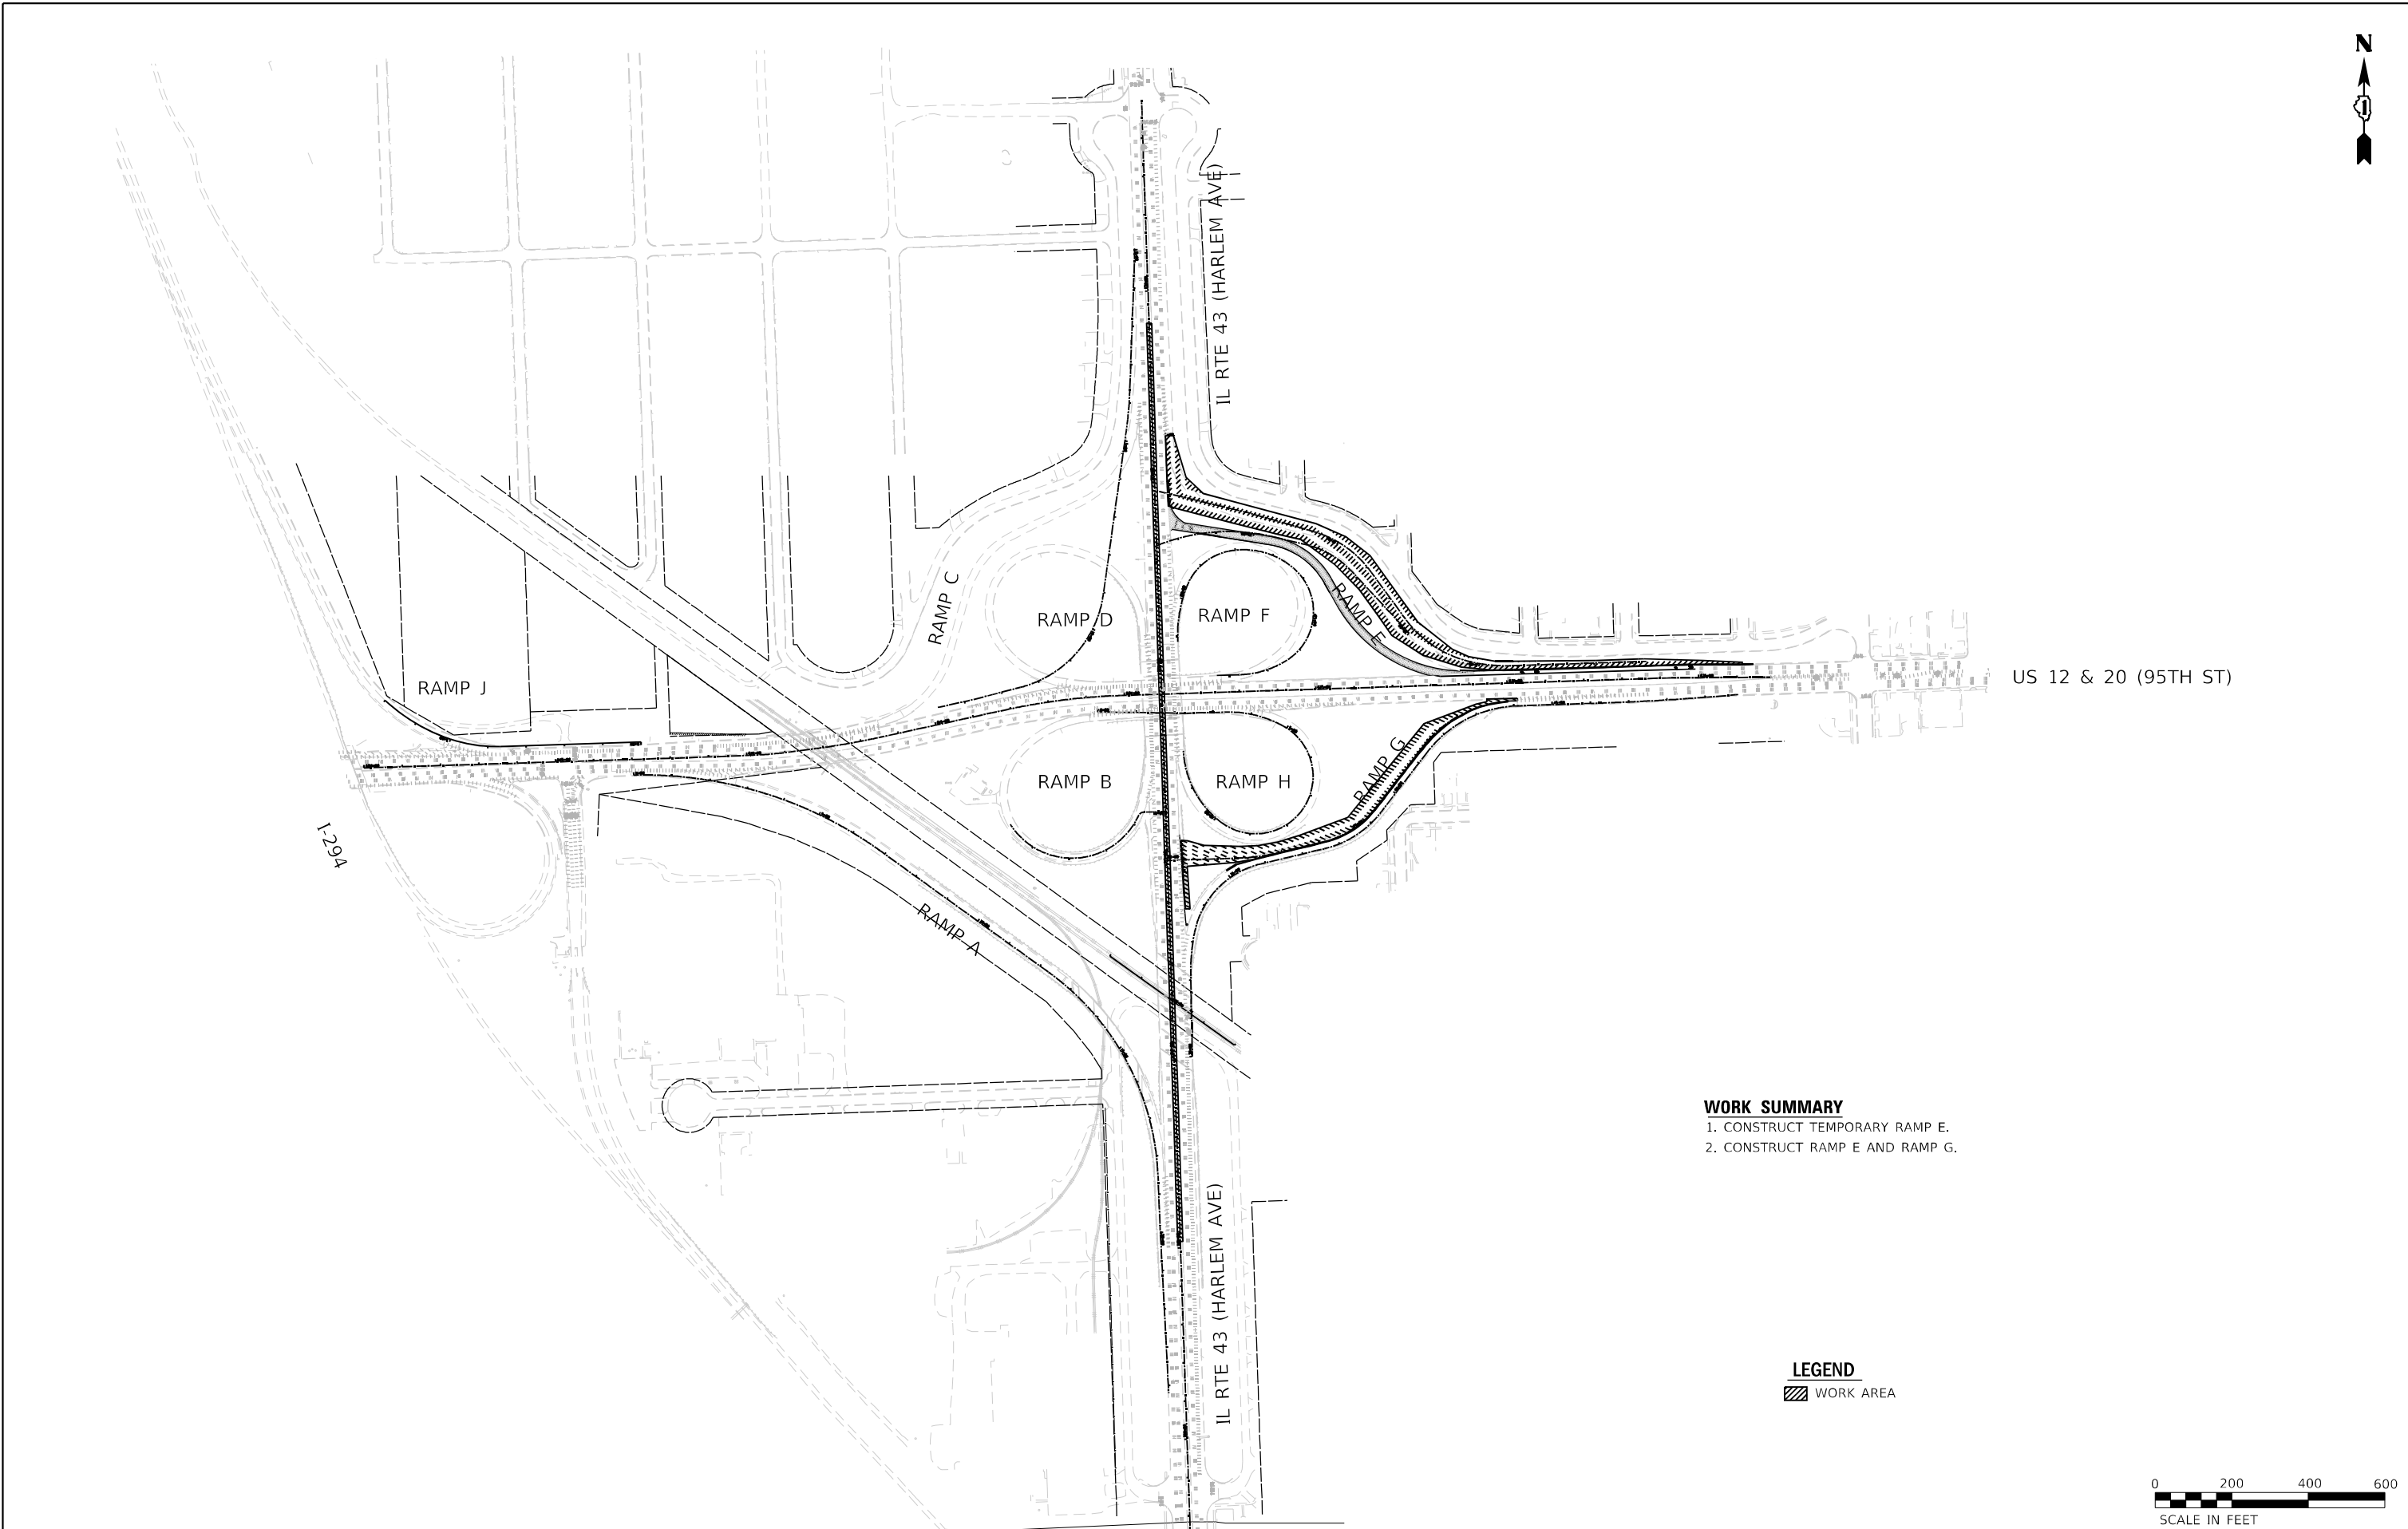 N
IL RTE 43 (HARLEM AVE)
RAMP C
RAMP D
RAMP F
RAMP E
RAMP J
US 12 & 20 (95TH ST)
RAMP B
RAMP H
RAMP G
I-294
RAMP A
WORK SUMMARY
1. CONSTRUCT TEMPORARY RAMP E.
2. CONSTRUCT RAMP E AND RAMP G.
IL RTE 43 (HARLEM AVE)
LEGEND
WORK AREA
0 200 400 600
SCALE IN FEET